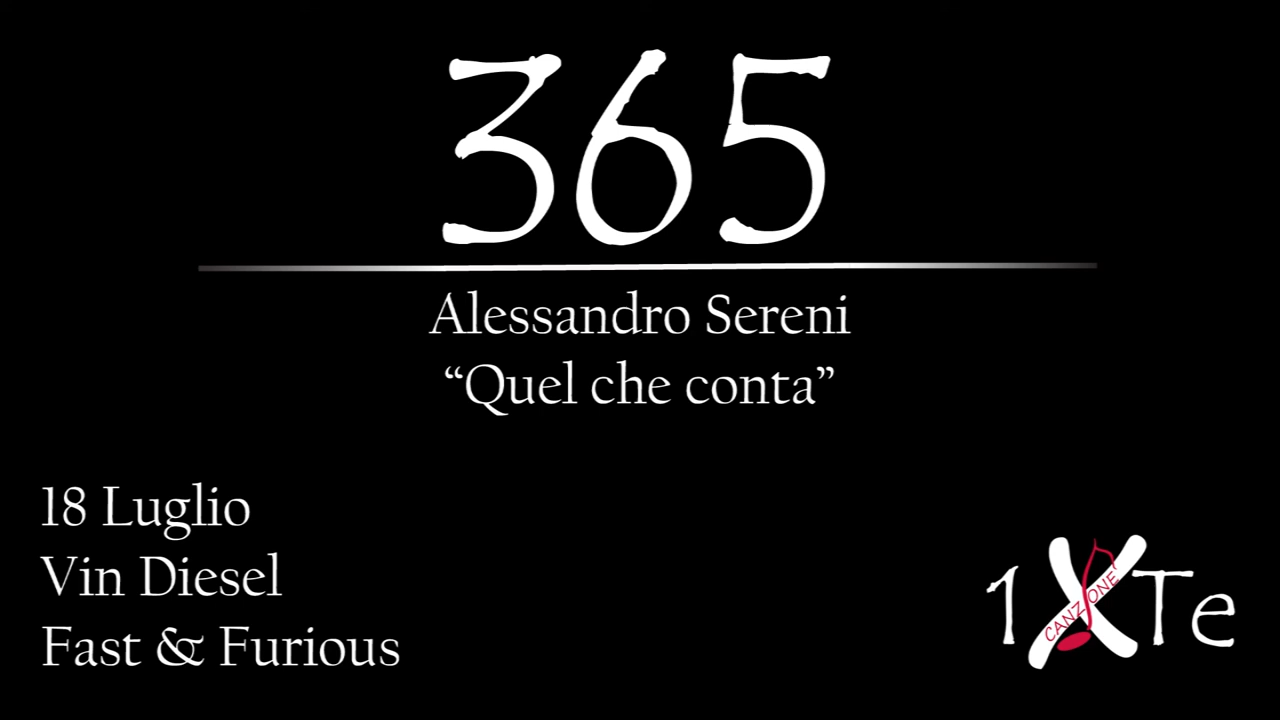 365
Alessandro Sereni
“Quel che conta”
18 Luglio
Vin Diesel
Fast & Furious
1XTe
CANZONE